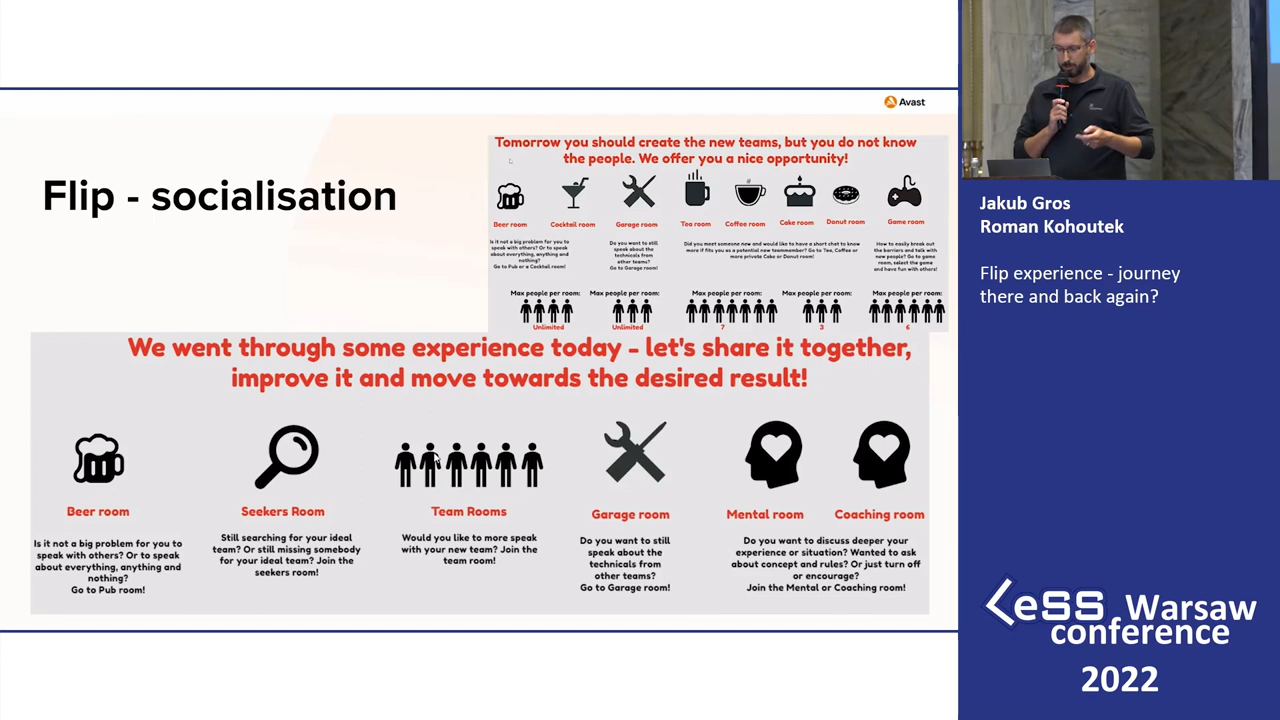 Avast
Flip - socialisation
Tomorrow you should create the new teams, but you do not know
the people. We offer you a nice opportunity!
Beer room
Cocktail room
Garage room
Tea room
Coffee room
Cake room
Donut room
Game room
Is it not a big problem for you to
speak with others? Or to speak
about everything, anything and
nothing?
Go to Pub or a Cocktail room!
Do you want to still
speak about the
technicals from
other teams?
Go to Garage room!
Did you meet someone new and would like to have a short chat to know
more if it fits you as a potential new teammember? Go to Tea, Coffee or
more private Cake or Donut room!
How to easily break out
the barriers and talk with
new people? Go to game
room, select the game
and have fun with others!
Max people per room:
Unlimited
Max people per room:
Unlimited
Max people per room:
7
Max people per room:
3
Max people per room:
6
We went through some experience today - let's share it together,
improve it and move towards the desired result!
Beer room
Is it not a big problem for you to
speak with others? Or to speak
about everything, anything and
nothing?
Go to Pub room!
Seekers Room
Still searching for your ideal
team? Or still missing somebody
for your ideal team? Join the
seekers room!
Team Rooms
Would you like to more speak
with your new team? Join the
team room!
Garage room
Do you want to still
speak about the
technicals from
other teams?
Go to Garage room!
Mental room
Coaching room
Do you want to discuss deeper your
experience or situation? Wanted to ask
about concept and rules? Or just turn off
or encourage?
Join the Mental or Coaching room!
Jakub Gros
Roman Kohoutek
Flip experience - journey
there and back again?
LeSS Warsaw
conference
2022